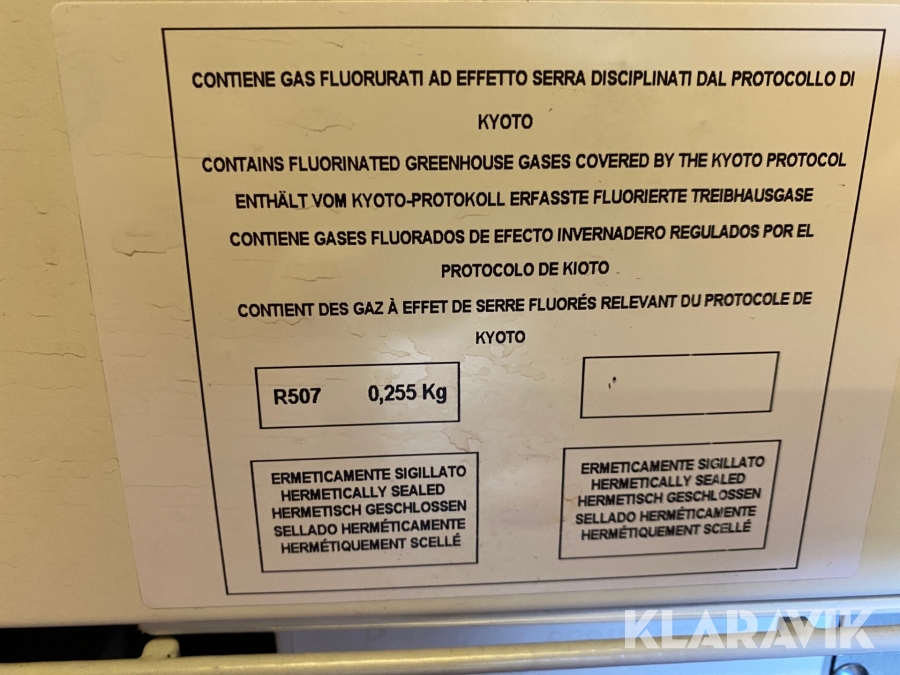 CONTIENE GAS FLUORURATI AD EFFETTO SERRA DISCIPLINATI DAL PROTOCOLLO DI
KYOTO
CONTAINS FLUORINATED GREENHOUSE GASES COVERED BY THE KYOTO PROTOCOL
ENTHÄLT VOM KYOTO-PROTOKOLL ERFASSTE FLUORIERTE TREIBHAUSGASE
CONTIENE GASES FLUORADOS DE EFECTO INVERNADERO REGULADOS POR EL
PROTOCOLO DE KIOTO
CONTIENT DES GAZ À EFFET DE SERRE FLUORÉS RELEVANT DU PROTOCOLE DE
KYOTO
R507 0,255 Kg
ERMETICAMENTE SIGILLATO
HERMETICALLY SEALED
HERMETISCH GESCHLOSSEN
SELLADO HERMÉTICAMENTE
HERMÉTIQUEMENT SCELLÉ
ERMETICAMENTE SIGILLATO
HERMETICALLY SEALED
HERMETISCH GESCHLOSSEN
SELLADO HERMÉTICAMENTE
HERMÉTIQUEMENT SCELLÉ
KLARAVIK